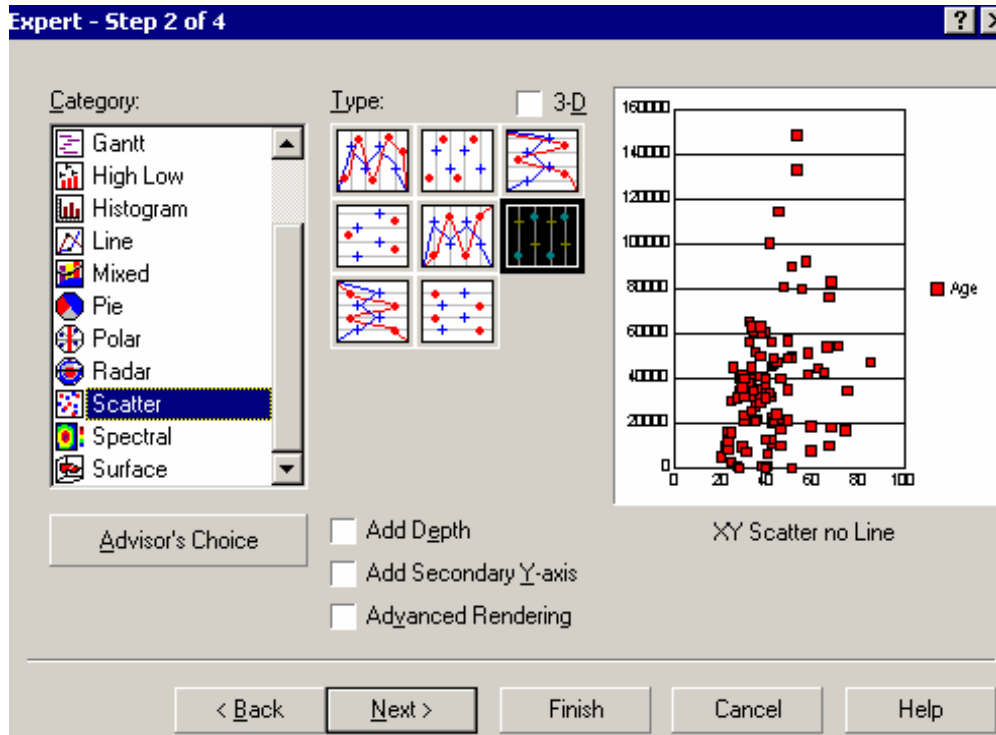 Expert - Step 2 of 4
? X
Category:
Gantt
High Low
Histogram
Line
Mixed
Pie
Polar
Radar
Scatter
Spectral
Surface
Advisor's Choice
Type:
3-D
Add Depth
Add Secondary Y-axis
Advanced Rendering
160000
140000
120000
100000
80000
60000
40000
20000
0
0 20 40 60 80 100
Age
XY Scatter no Line
< Back
Next >
Finish
Cancel
Help